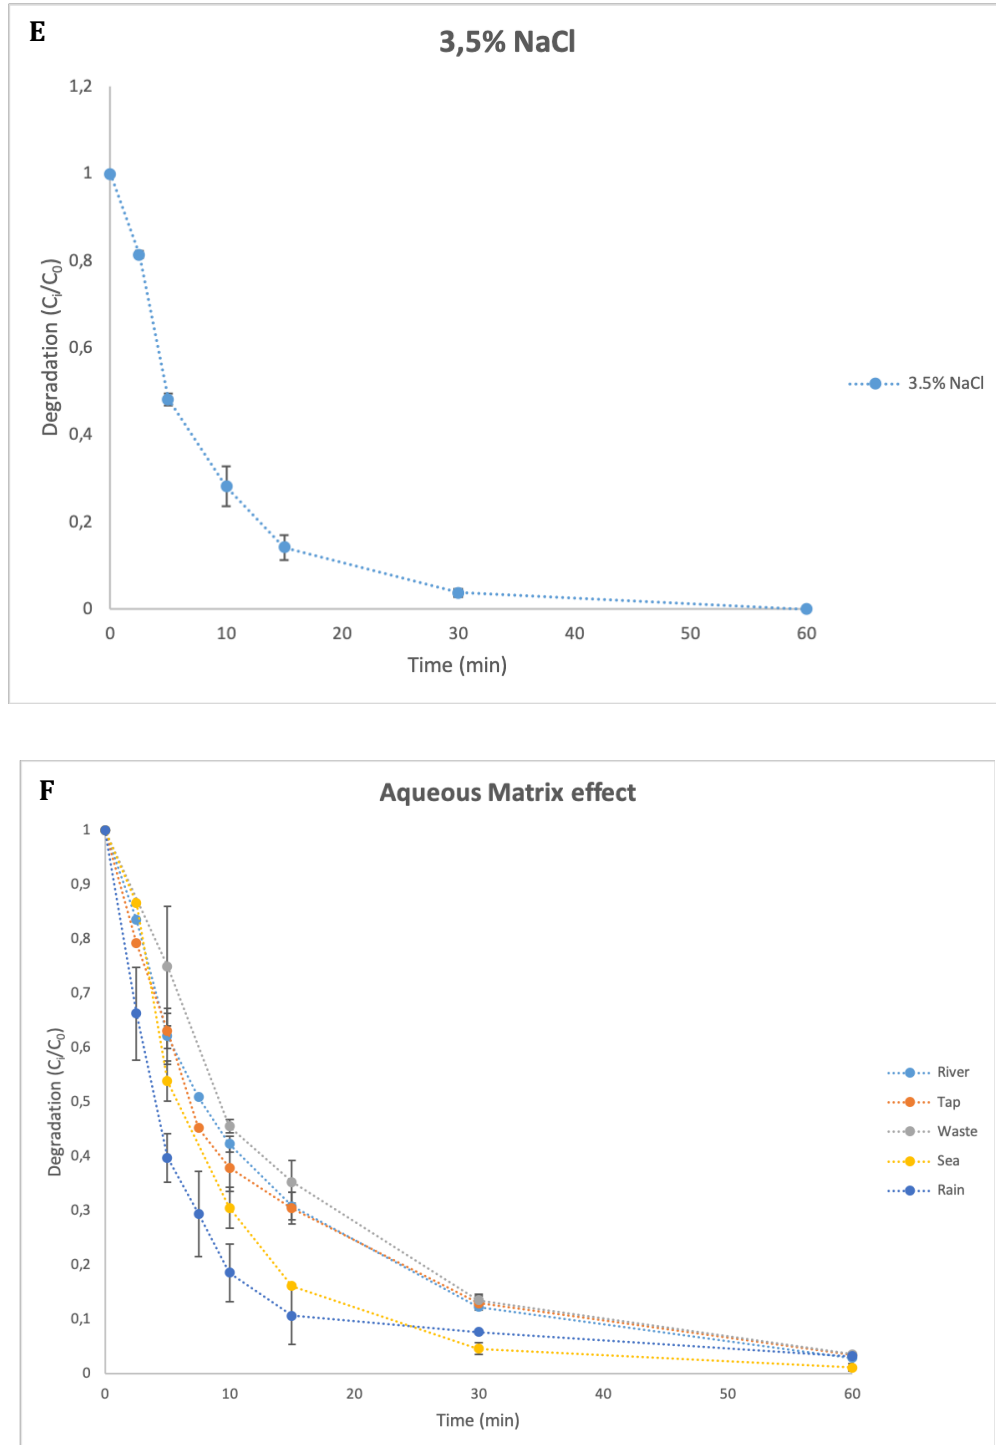 E
3,5% NaCl
1,2
1
0,8
0,6
0,4
0,2
0
Degradation (Cᵢ/C₀)
0 10 20 30 40 50 60
Time (min)
3.5% NaCl
F
Aqueous Matrix effect
1
0,9
0,8
0,7
0,6
0,5
0,4
0,3
0,2
0,1
0
Degradation (Cᵢ/C₀)
0 10 20 30 40 50 60
Time (min)
River
Tap
Waste
Sea
Rain